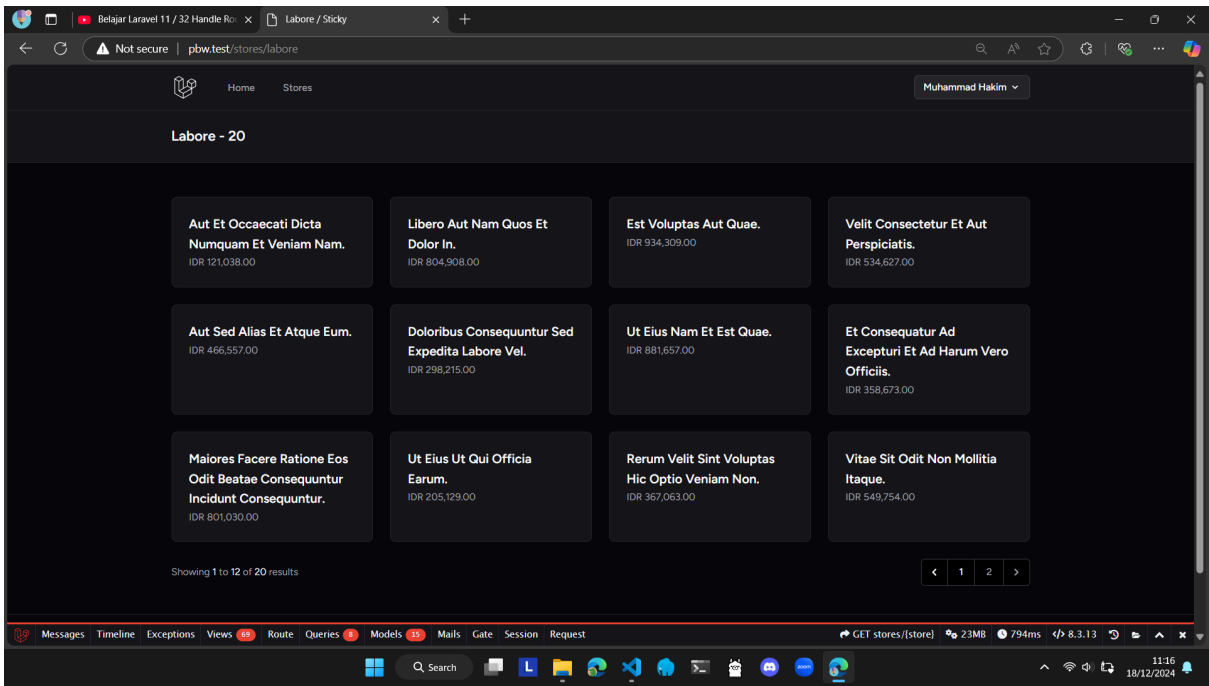 Belajar Laravel 11 / 32 Handle Ro
Labore / Sticky
Not secure
pbw.test/stores/labore
Home
Stores
Muhammad Hakim
Labore - 20
Aut Et Occaecati Dicta
Numquam Et Veniam Nam.
IDR 121,038.00
Libero Aut Nam Quos Et
Dolor In.
IDR 804,908.00
Est Voluptas Aut Quae.
IDR 934,309.00
Velit Consectetur Et Aut
Perspiciatis.
IDR 534,627.00
Aut Sed Alias Et Atque Eum.
IDR 466,557.00
Doloribus Consequuntur Sed
Expedita Labore Vel.
IDR 298,215.00
Ut Eius Nam Et Est Quae.
IDR 881,657.00
Et Consequatur Ad
Excepturi Et Ad Harum Vero
Officiis.
IDR 358,673.00
Maiores Facere Ratione Eos
Odit Beatae Consequuntur
Incidunt Consequuntur.
IDR 801,030.00
Ut Eius Ut Qui Officia
Earum.
IDR 205,129.00
Rerum Velit Sint Voluptas
Hic Optio Veniam Non.
IDR 367,063.00
Vitae Sit Odit Non Mollitia
Itaque.
IDR 549,754.00
Showing 1 to 12 of 20 results
1 2
Messages Timeline Exceptions Views 69 Route Queries 8 Models 15 Mails Gate Session Request
GET stores/{store} 23MB 794ms 8.3.13
Search
L
zoom
11:16
18/12/2024